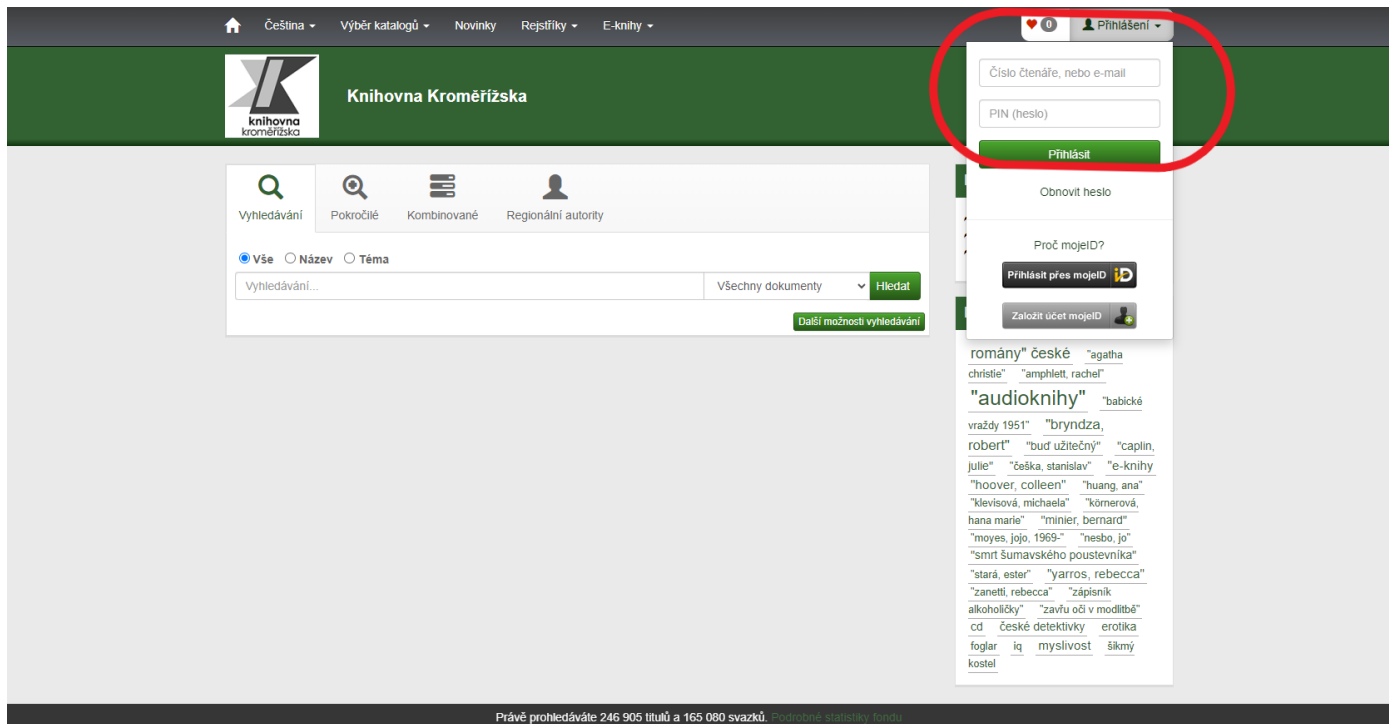 Čeština
Výběr katalogů
Novinky
Rejstříky
E-knihy
0
Přihlášení
knihovna
kroměřížska
Knihovna Kroměřížska
Číslo čtenáře, nebo e-mail
PIN (heslo)
Přihlásit
Obnovit heslo
Proč mojeID?
Přihlásit přes mojeID iD
Založit účet mojeID
Vyhledávání
Pokročilé
Kombinované
Regionální autority
Vše Název Téma
Vyhledávání...
Všechny dokumenty
Hledat
Další možnosti vyhledávání
romány" české "agatha
christie" "amphlett, rachel"
"audioknihy" "babické
vraždy 1951" "bryndza,
robert" "buď užitečný" "caplin,
julie" "češka, stanislav" "e-knihy
"hoover, colleen" "huang, ana"
"klevisová, michaela" "körnerová,
hana marie" "minier, bernard"
"moyes, jojo, 1969-" "nesbo, jo"
"smrt šumavského poustevníka"
"stará, ester" "yarros, rebecca"
"zanetti, rebecca" "zápisník
alkoholičky" "zavřu oči v modlitbě"
cd české detektivky erotika
foglar iq myslivost šikmý
kostel
Právě prohledáváte 246 905 titulů a 165 080 svazků. Podrobné statistiky fondu